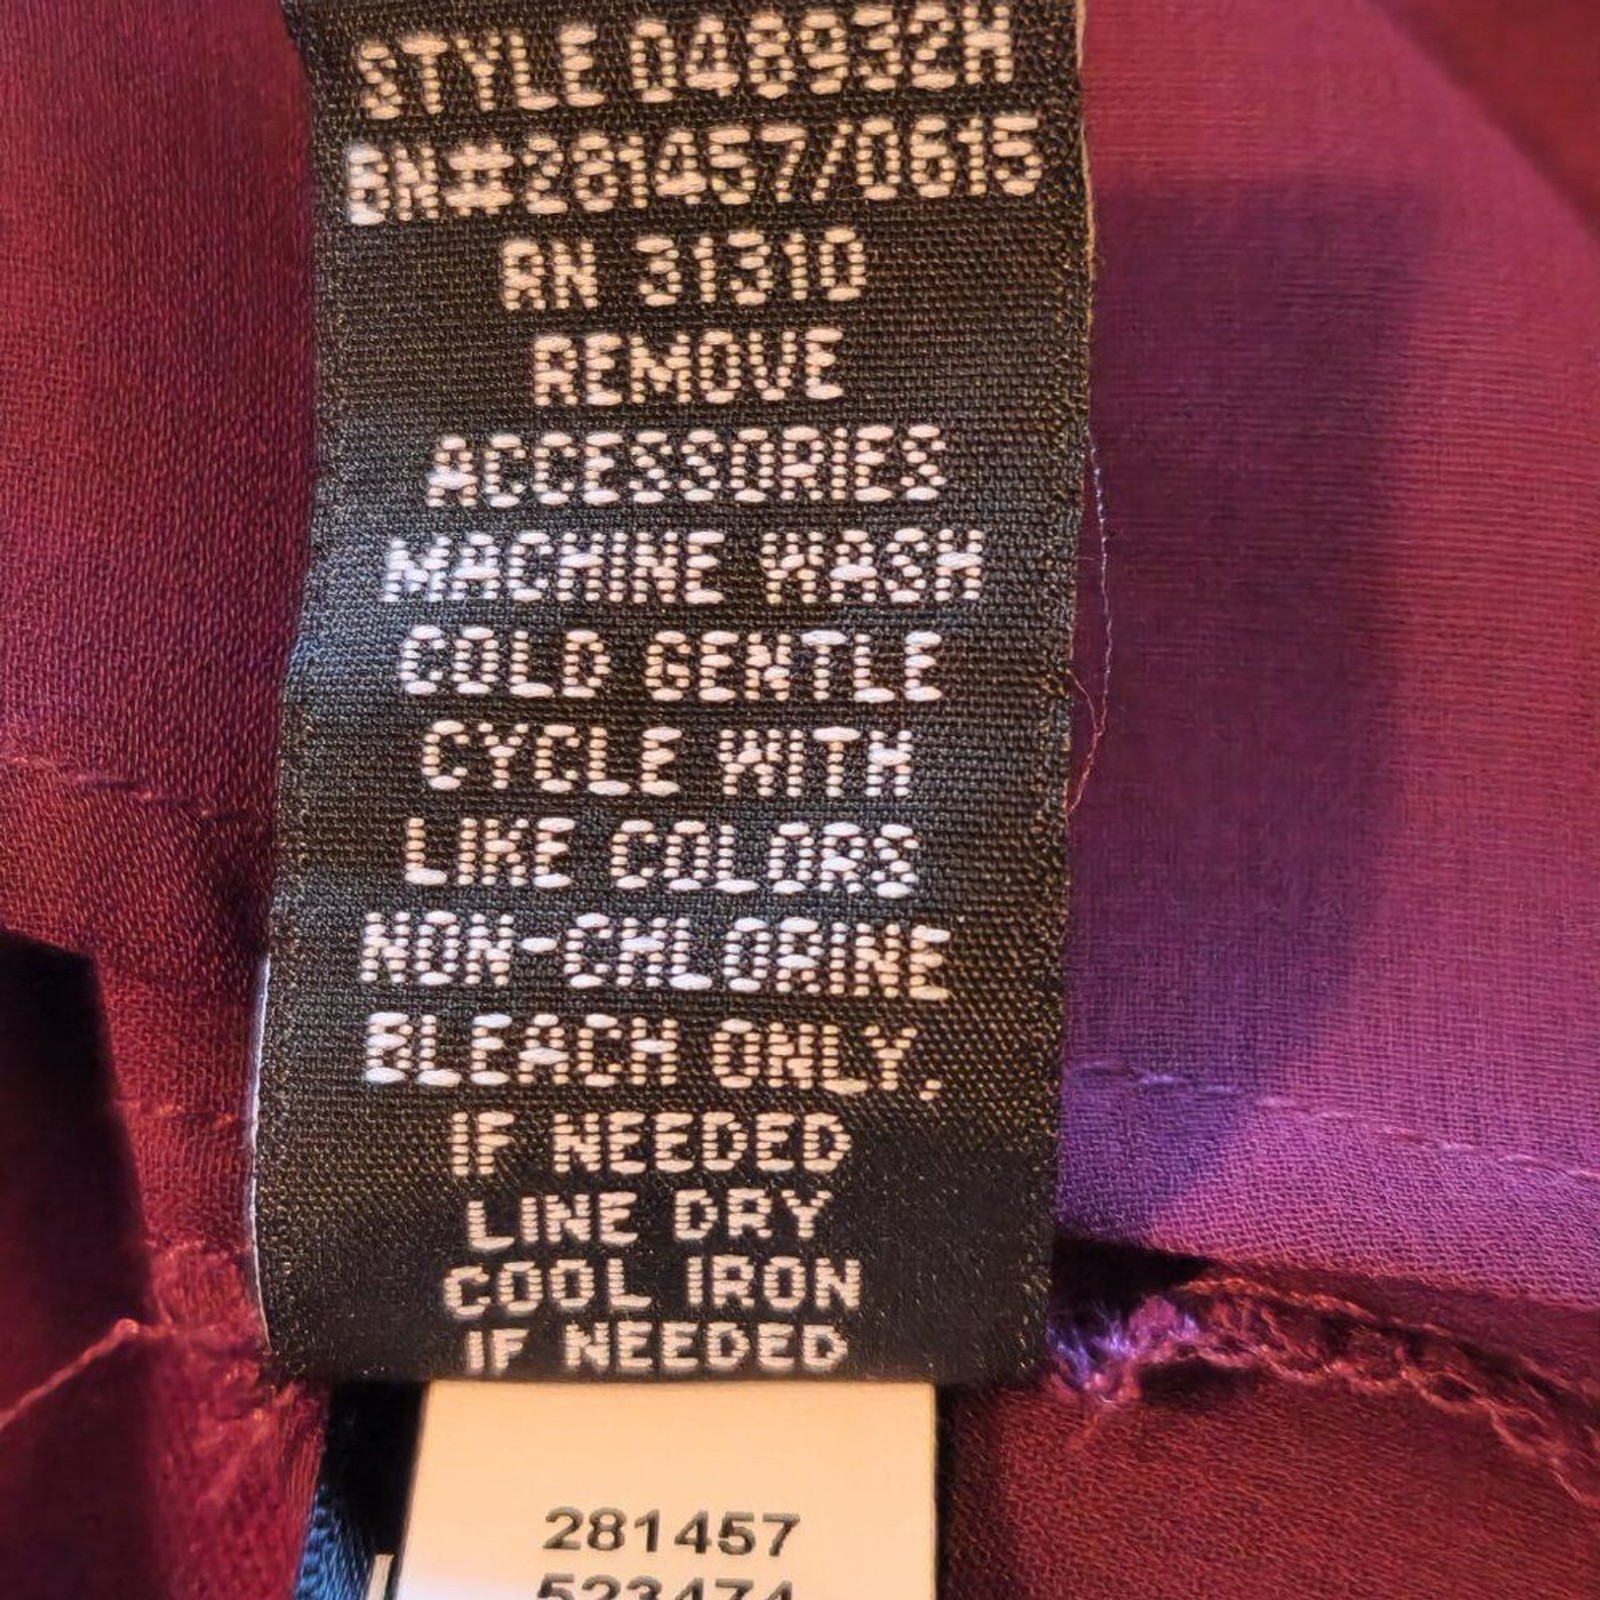 STYLE 048932H
BN#281457/0615
RN 31310
REMOVE
ACCESSORIES
MACHINE WASH
COLD GENTLE
CYCLE WITH
LIKE COLORS
NON-CHLORINE
BLEACH ONLY.
IF NEEDED
LINE DRY
COOL IRON
IF NEEDED
281457
523474